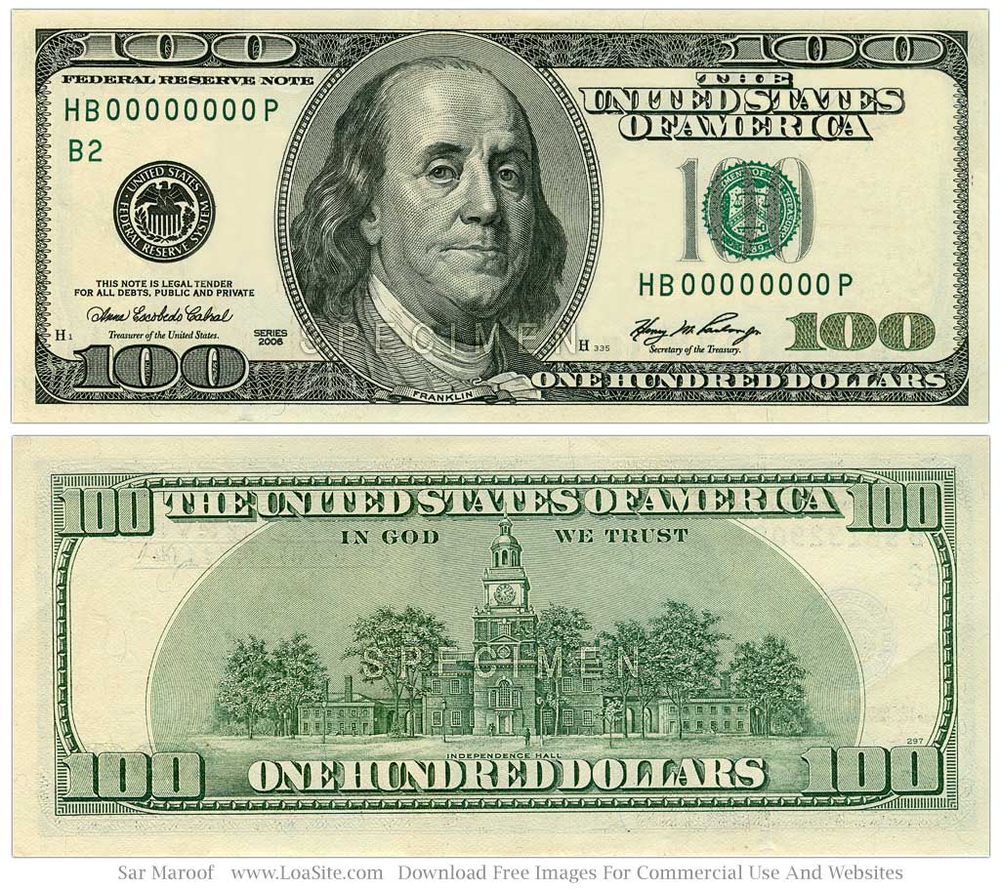 100 100
FEDERAL RESERVE NOTE
THE
UNITED STATES
OF AMERICA
HB00000000P
B2
UNITED STATES FEDERAL RESERVE SYSTEM
100
HB00000000P
THIS NOTE IS LEGAL TENDER
FOR ALL DEBTS, PUBLIC AND PRIVATE
Anna Escobedo Cabral
Treasurer of the United States.
SERIES
2006
H 1
SPECIMEN
H 335
Secretary of the Treasury.
100
100
FRANKLIN
ONE HUNDRED DOLLARS
100 THE UNITED STATES OF AMERICA 100
IN GOD WE TRUST
SPECIMEN
297
INDEPENDENCE HALL
100 ONE HUNDRED DOLLARS 100
Sar Maroof www.LoaSite.com Download Free Images For Commercial Use And Websites